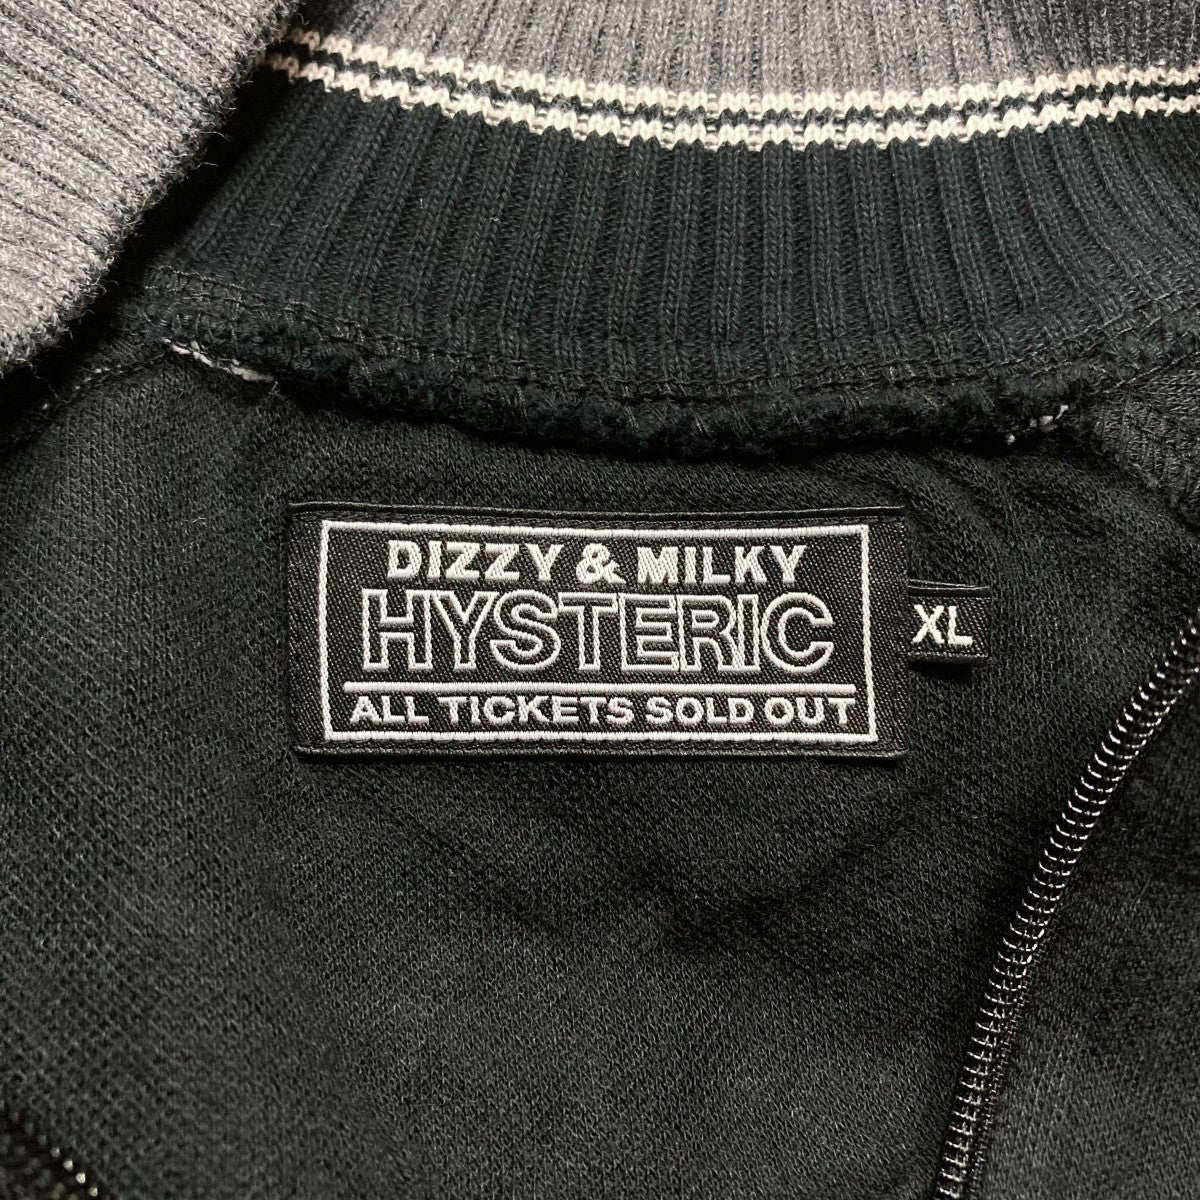 DIZZY & MILKY
HYSTERIC
ALL TICKETS SOLD OUT
XL